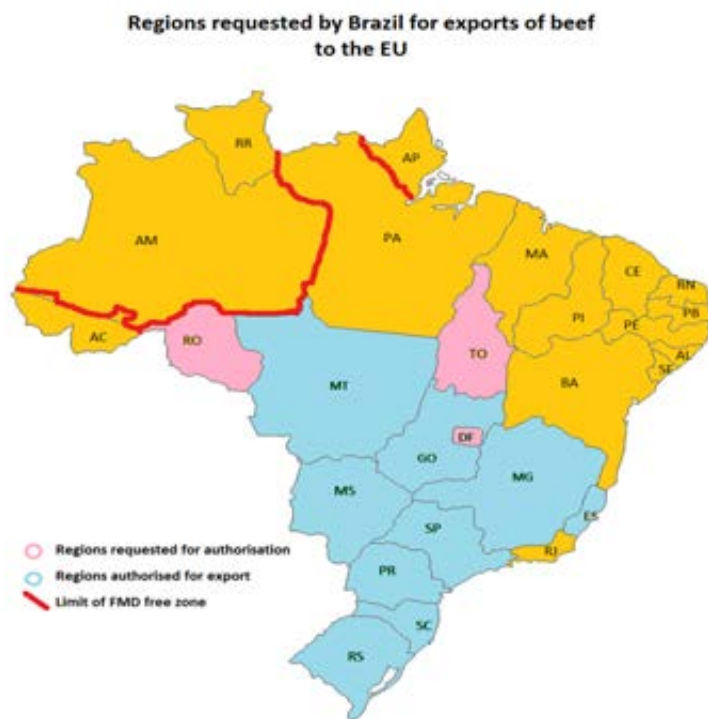 Regions requested by Brazil for exports of beef
to the EU
RR
AP
AM
PA
MA
CE
RN
PB
PI
PE
AL
SE
AC
RO
TO
BA
MT
DF
GO
MG
MS
ES
SP
RJ
Regions requested for authorisation
Regions authorised for export
Limit of FMD free zone
PR
SC
RS